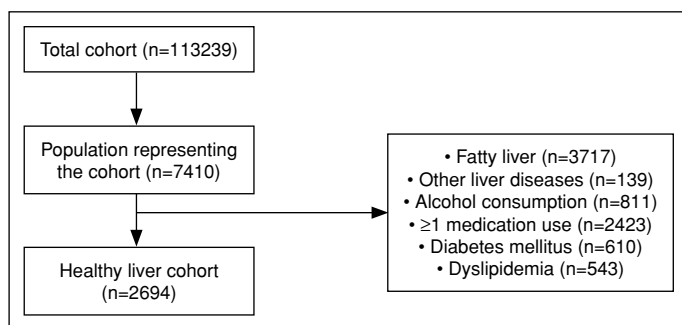 Total cohort (n=113239)
Population representing
the cohort (n=7410)
• Fatty liver (n=3717)
• Other liver diseases (n=139)
• Alcohol consumption (n=811)
• ≥1 medication use (n=2423)
• Diabetes mellitus (n=610)
• Dyslipidemia (n=543)
Healthy liver cohort
(n=2694)